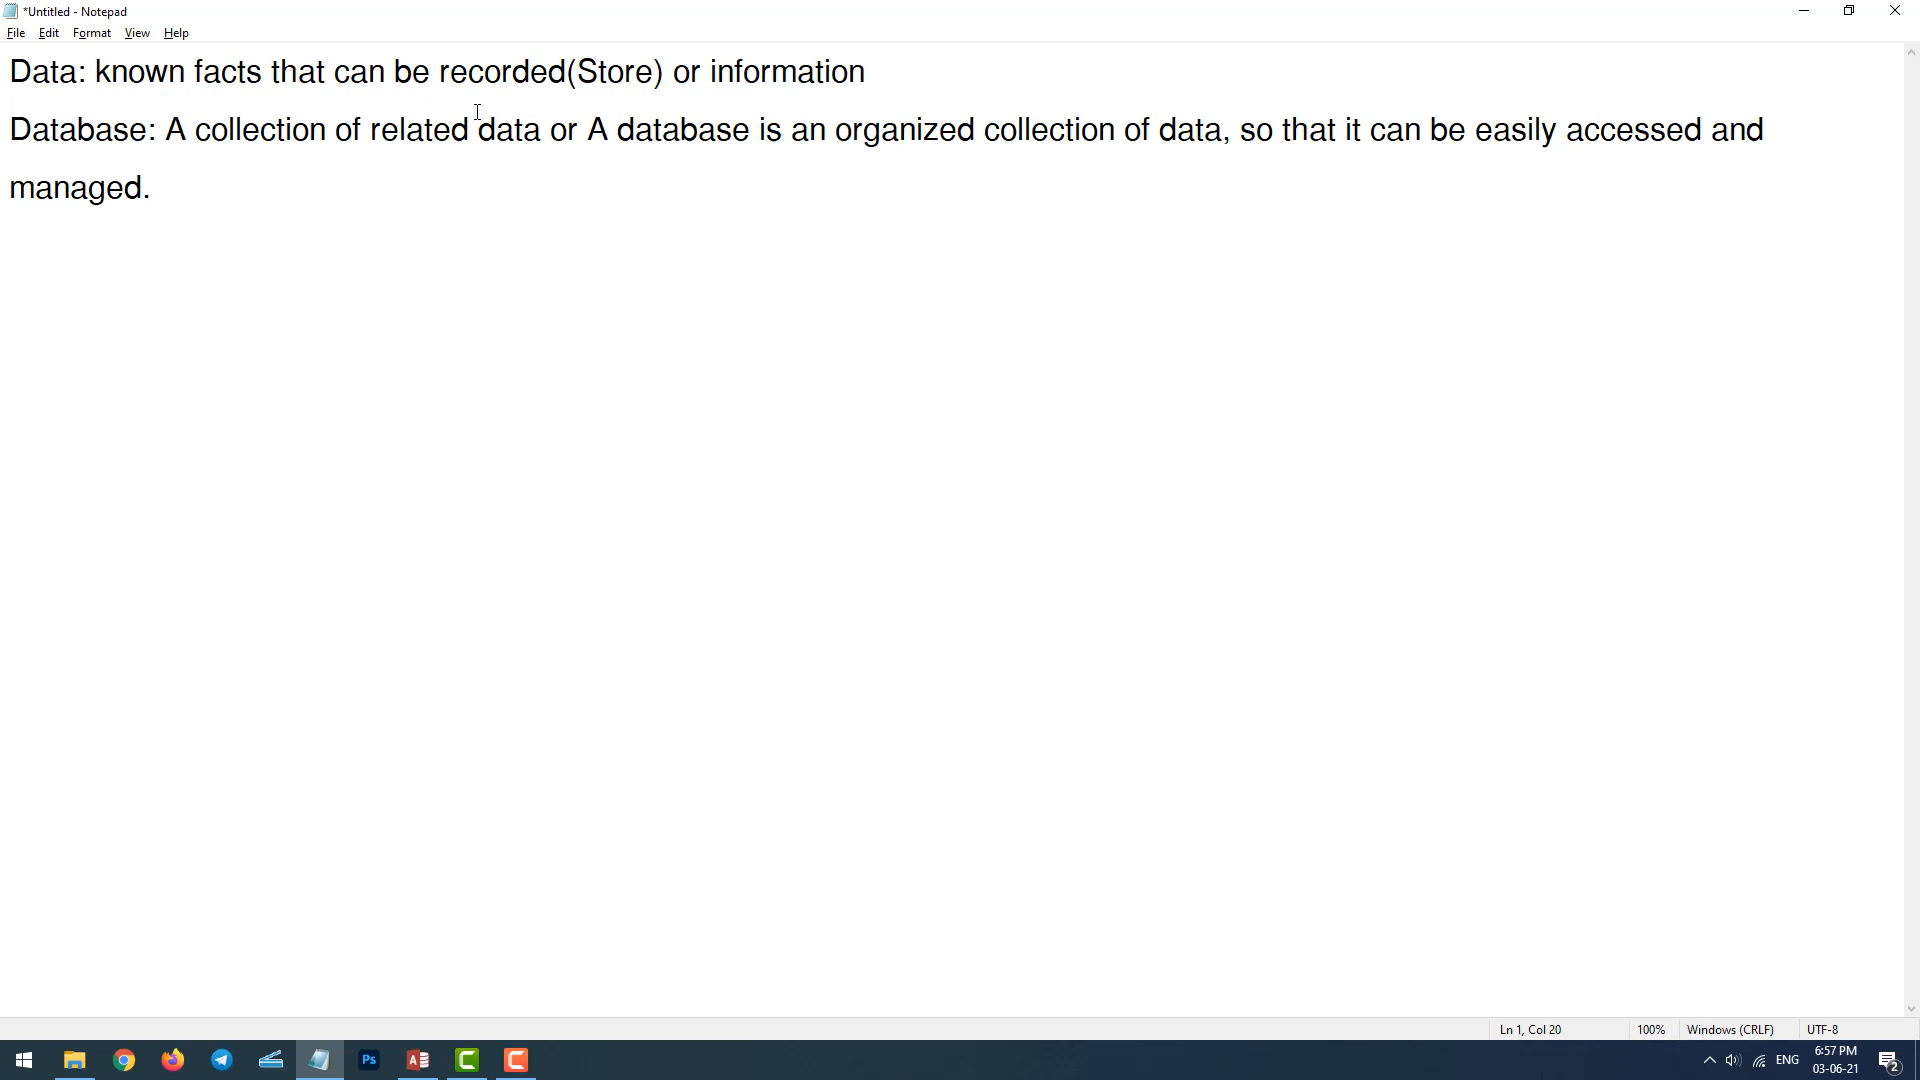 *Untitled - Notepad
File Edit Format View Help
Data: known facts that can be recorded(Store) or information
Database: A collection of related data or A database is an organized collection of data, so that it can be easily accessed and
managed.
Ln 1, Col 20 100% Windows (CRLF) UTF-8
Ps A ENG 6:57 PM
03-06-21 2